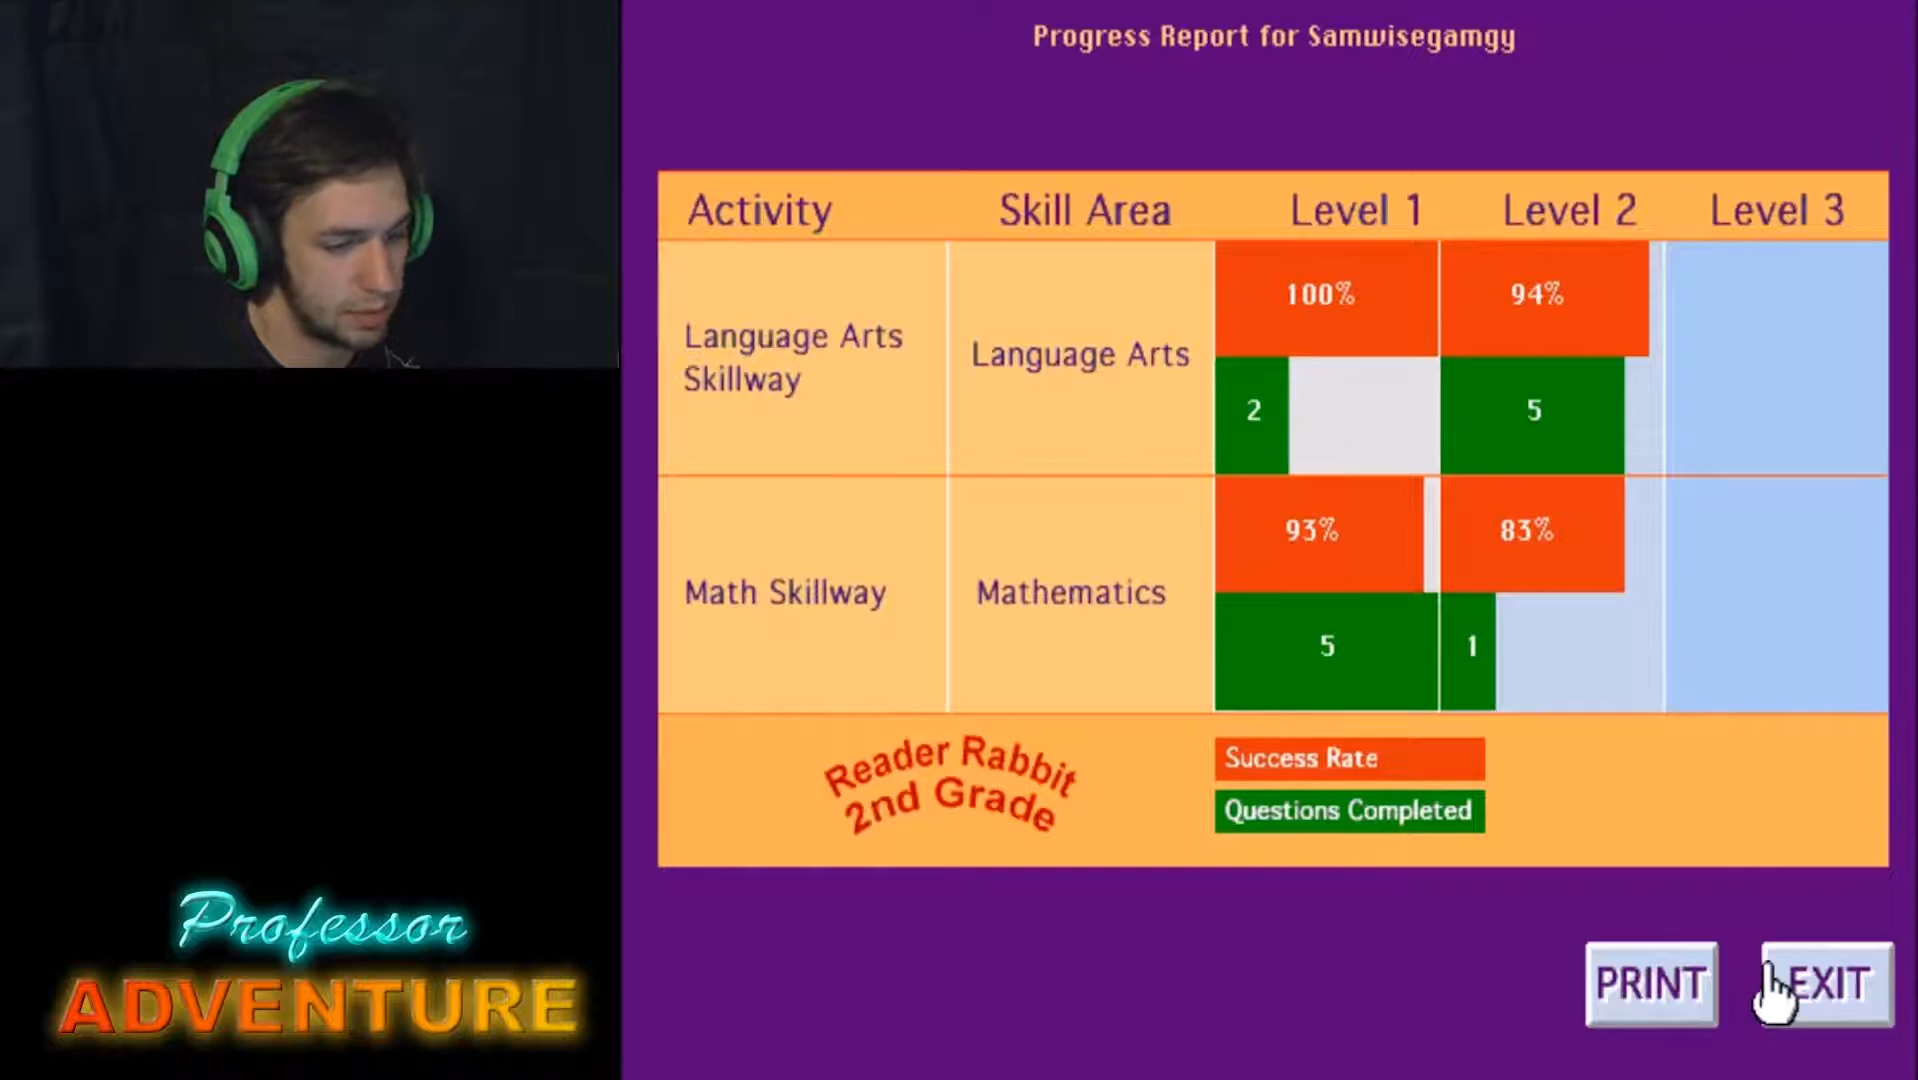 Progress Report for Samwisegamgy
Activity Skill Area Level 1 Level 2 Level 3
Language Arts
Skillway
Language Arts
100% 94%
2 5
Math Skillway
Mathematics
93% 83%
5 1
Reader Rabbit
2nd Grade
Success Rate
Questions Completed
PRINT EXIT
Professor
ADVENTURE